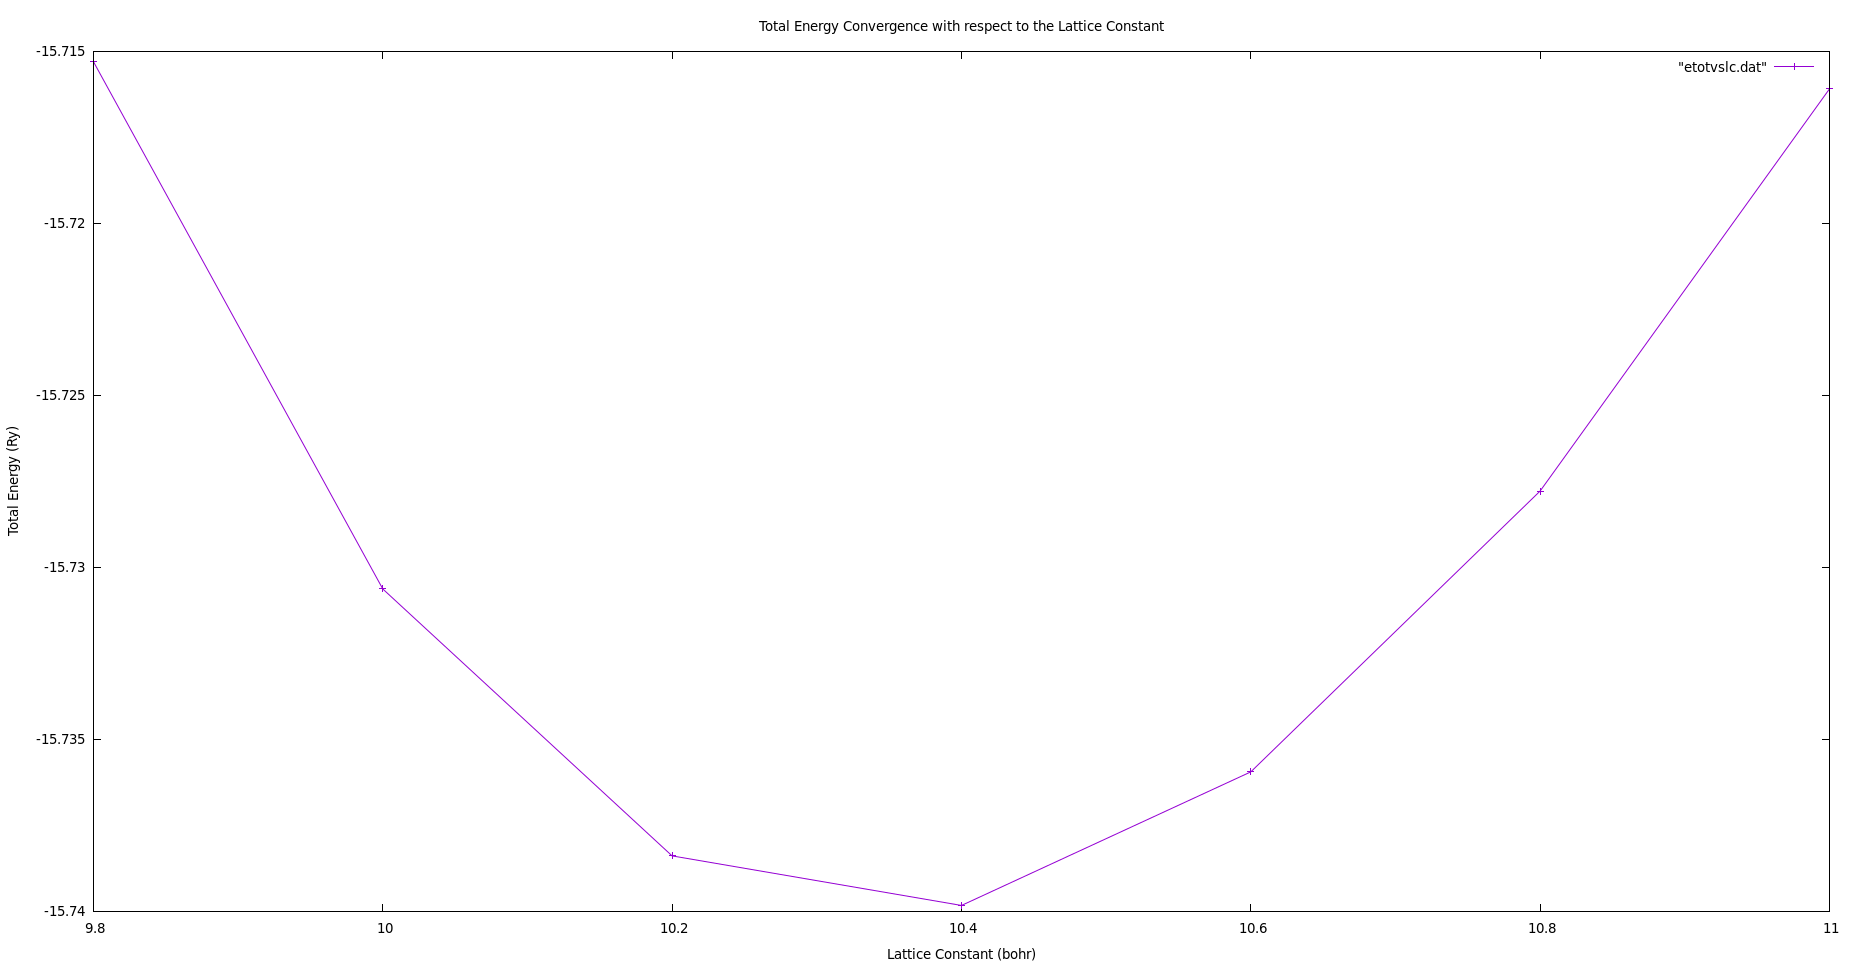 Total Energy Convergence with respect to the Lattice Constant
"etotvslc.dat"
-15.715
-15.72
-15.725
-15.73
-15.735
-15.74
Total Energy (Ry)
9.8 10 10.2 10.4 10.6 10.8 11
Lattice Constant (bohr)